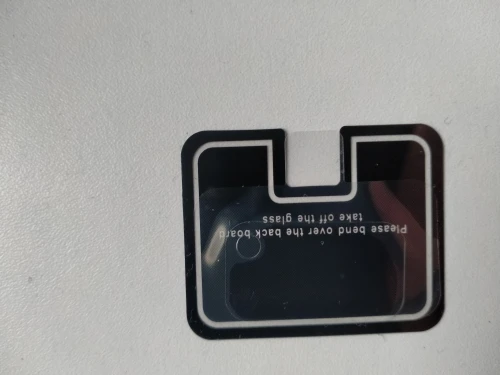 Please bend over the back board
take off the glass